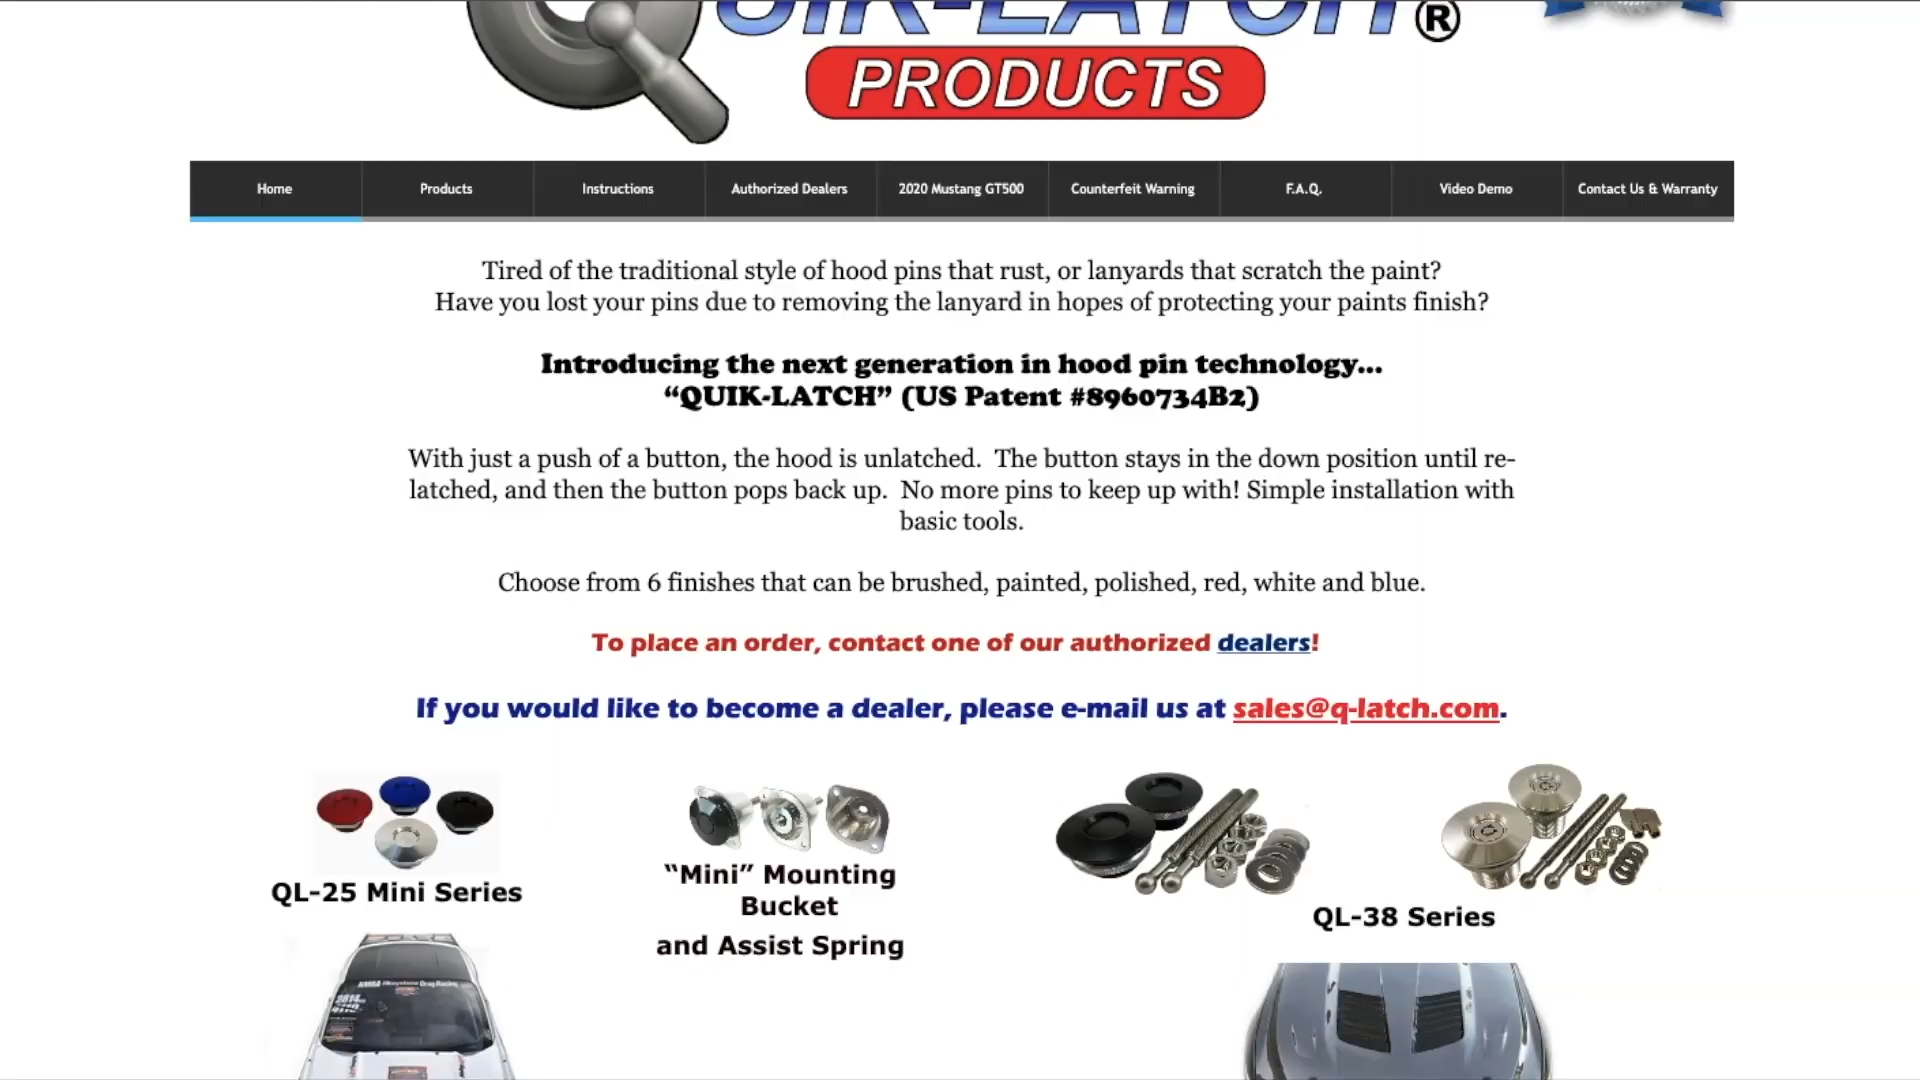 QUIK-LATCH®
PRODUCTS
Home Products Instructions Authorized Dealers 2020 Mustang GT500 Counterfeit Warning F.A.Q. Video Demo Contact Us & Warranty
Tired of the traditional style of hood pins that rust, or lanyards that scratch the paint?
Have you lost your pins due to removing the lanyard in hopes of protecting your paints finish?
Introducing the next generation in hood pin technology...
“QUIK-LATCH” (US Patent #8960734B2)
With just a push of a button, the hood is unlatched.  The button stays in the down position until re-
latched, and then the button pops back up.  No more pins to keep up with! Simple installation with
basic tools.
Choose from 6 finishes that can be brushed, painted, polished, red, white and blue.
To place an order, contact one of our authorized dealers!
If you would like to become a dealer, please e-mail us at sales@q-latch.com.
QL-25 Mini Series
“Mini” Mounting
Bucket
and Assist Spring
QL-38 Series